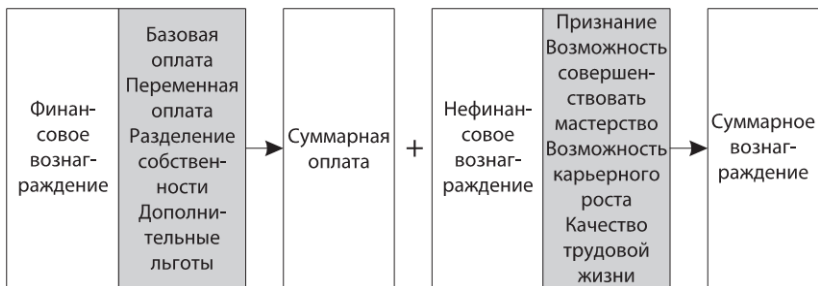 Финан-
совое
вознаг-
раждение
Базовая
оплата
Переменная
оплата
Разделение
собствен-
ности
Дополни-
тельные
льготы
Суммарная
оплата
+
Нефинан-
совое
вознаг-
раждение
Признание
Возможность
совершен-
ствовать
мастерство
Возможность
карьерного
роста
Качество
трудовой
жизни
Суммарное
вознаг-
раждение